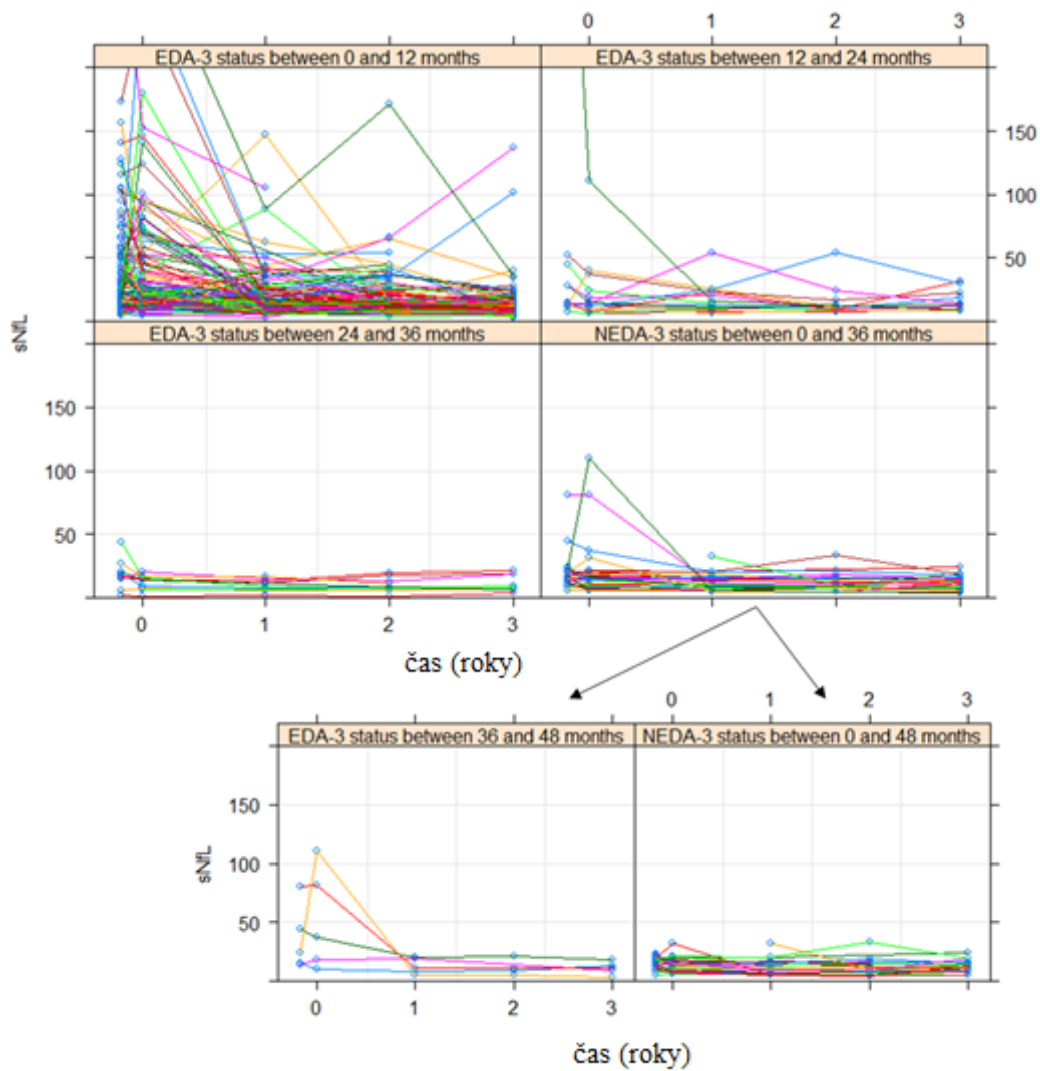 0 1 2 3
EDA-3 status between 0 and 12 months
EDA-3 status between 12 and 24 months
150
100
50
sNfL
EDA-3 status between 24 and 36 months
NEDA-3 status between 0 and 36 months
150
100
50
0 1 2 3
čas (roky)
0 1 2 3
EDA-3 status between 36 and 48 months
NEDA-3 status between 0 and 48 months
150
100
50
sNfL
0 1 2 3
čas (roky)